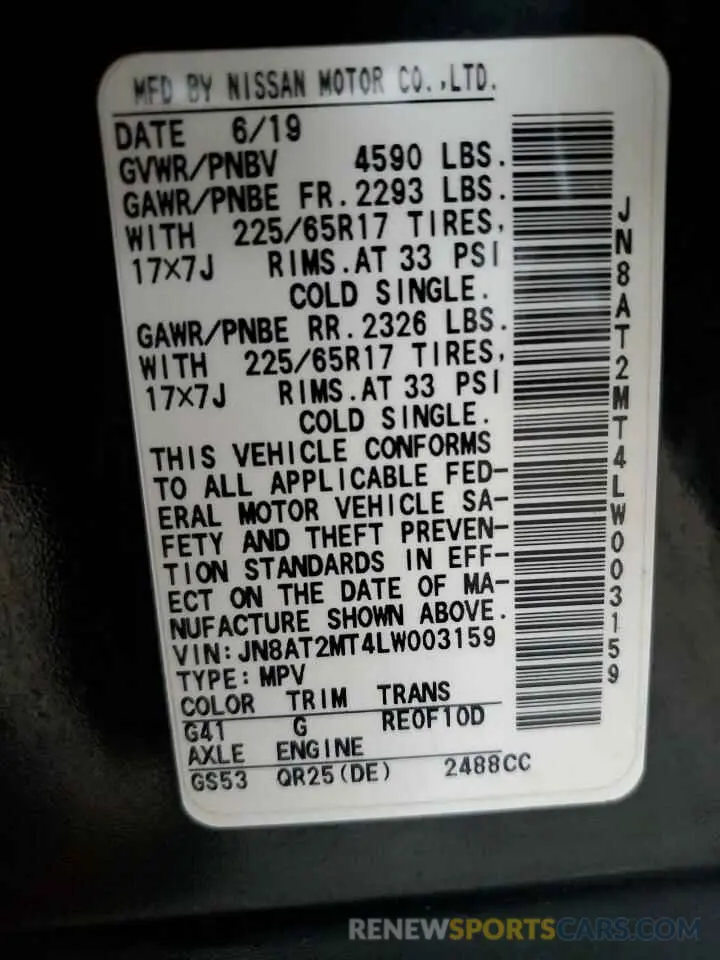 MFD BY NISSAN MOTOR CO.,LTD.
DATE 6/19
GVWR/PNBV 4590 LBS.
GAWR/PNBE FR.2293 LBS.
WITH 225/65R17 TIRES,
17×7J RIMS.AT 33 PSI
COLD SINGLE.
GAWR/PNBE RR.2326 LBS.
WITH 225/65R17 TIRES,
17×7J RIMS.AT 33 PSI
COLD SINGLE.
THIS VEHICLE CONFORMS
TO ALL APPLICABLE FED-
ERAL MOTOR VEHICLE SA-
FETY AND THEFT PREVEN-
TION STANDARDS IN EFF-
ECT ON THE DATE OF MA-
NUFACTURE SHOWN ABOVE.
VIN:JN8AT2MT4LW003159
TYPE:MPV
COLOR TRIM TRANS
G41 G RE0F10D
AXLE ENGINE
GS53 QR25(DE) 2488CC
JN8AT2MT4LW003159
RENEWSPORTSCARS.COM